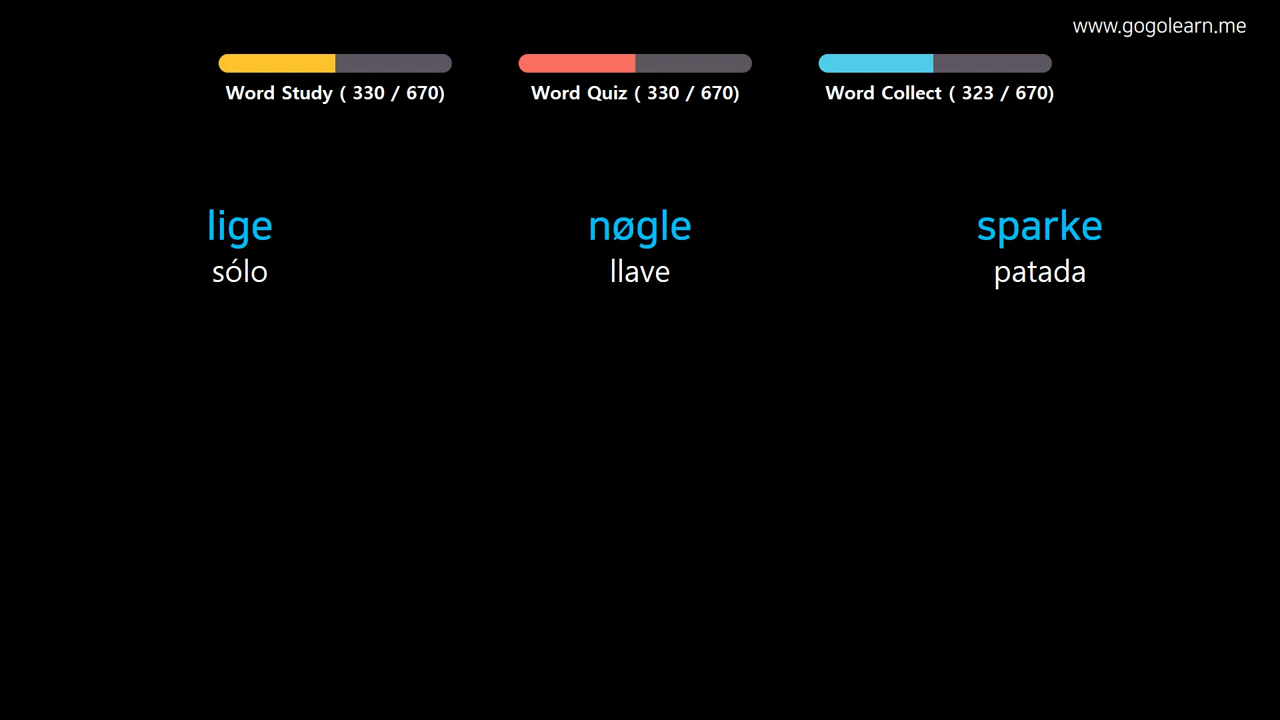 www.gogolearn.me
Word Study ( 330 / 670)
Word Quiz ( 330 / 670)
Word Collect ( 323 / 670)
lige
sólo
nøgle
llave
sparke
patada